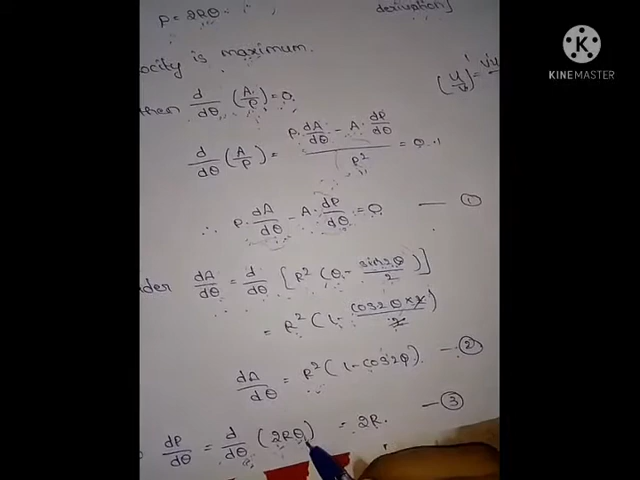 P = 2Rθ. derivation]
ocity is maximum.
then d/dθ (A/P) = 0. (u/v)' = 
d/dθ (A/P) = (P. dA/dθ - A. dP/dθ) / P² = 0.
∴ P. dA/dθ - A. dP/dθ = 0 — ①
der dA/dθ = d/dθ [R² (θ - sin2θ/2)]
= R² (1 - cos2θ×2/2)
dA/dθ = R² (1 - cos2θ). — ②
dP/dθ = d/dθ (2Rθ) = 2R. — ③
KINEMASTER